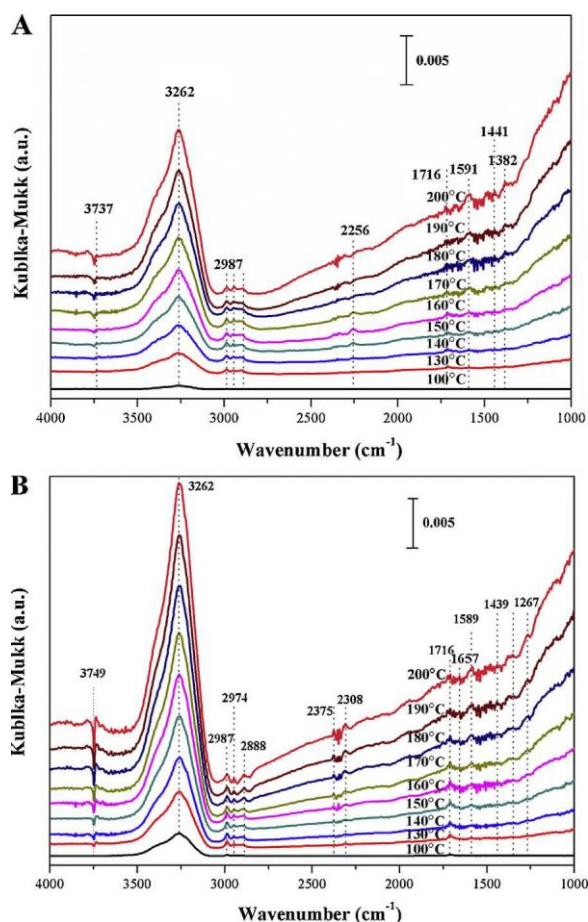 A
0.005
3262
1441
1716
1591
1382
3737
2987
2256
200°C
190°C
180°C
170°C
160°C
150°C
140°C
130°C
100°C
Kublka-Mukk (a.u.)
4000
3500
3000
2500
2000
1500
1000
Wavenumber (cm⁻¹)
B
3262
0.005
1589
1439
1267
1716
1657
3749
2974
2308
2375
2987
2888
200°C
190°C
180°C
170°C
160°C
150°C
140°C
130°C
100°C
Kublka-Mukk (a.u.)
4000
3500
3000
2500
2000
1500
1000
Wavenumber (cm⁻¹)